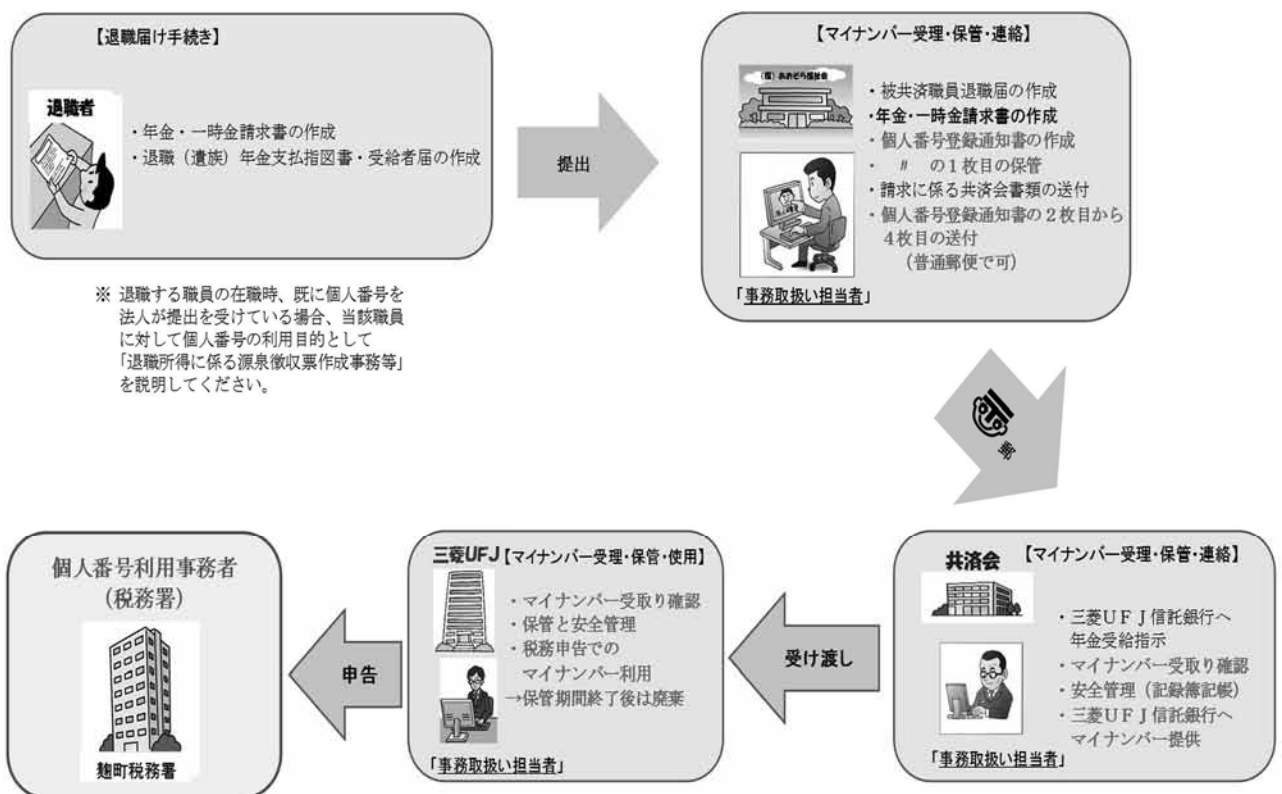 【退職届け手続き】
退職者
・年金・一時金請求書の作成
・退職（遺族）年金支払指図書・受給者届の作成
※ 退職する職員の在職時、既に個人番号を
法人が提出を受けている場合、当該職員
に対して個人番号の利用目的として
「退職所得に係る源泉徴収票作成事務等」
を説明してください。
提出
【マイナンバー受理・保管・連絡】
（福）あおぞら福祉会
・被共済職員退職届の作成
・年金・一時金請求書の作成
・個人番号登録通知書の作成
・　〃　の１枚目の保管
・請求に係る共済会書類の送付
・個人番号登録通知書の２枚目から
４枚目の送付
（普通郵便で可）
「事務取扱い担当者」
郵
共済会
【マイナンバー受理・保管・連絡】
・三菱ＵＦＪ信託銀行へ
年金受給指示
・マイナンバー受取り確認
・安全管理（記録簿記帳）
・三菱ＵＦＪ信託銀行へ
マイナンバー提供
「事務取扱い担当者」
受け渡し
三菱UFJ【マイナンバー受理・保管・使用】
・マイナンバー受取り確認
・保管と安全管理
・税務申告での
マイナンバー利用
→保管期間終了後は廃棄
「事務取扱い担当者」
申告
個人番号利用事務者
（税務署）
麹町税務署